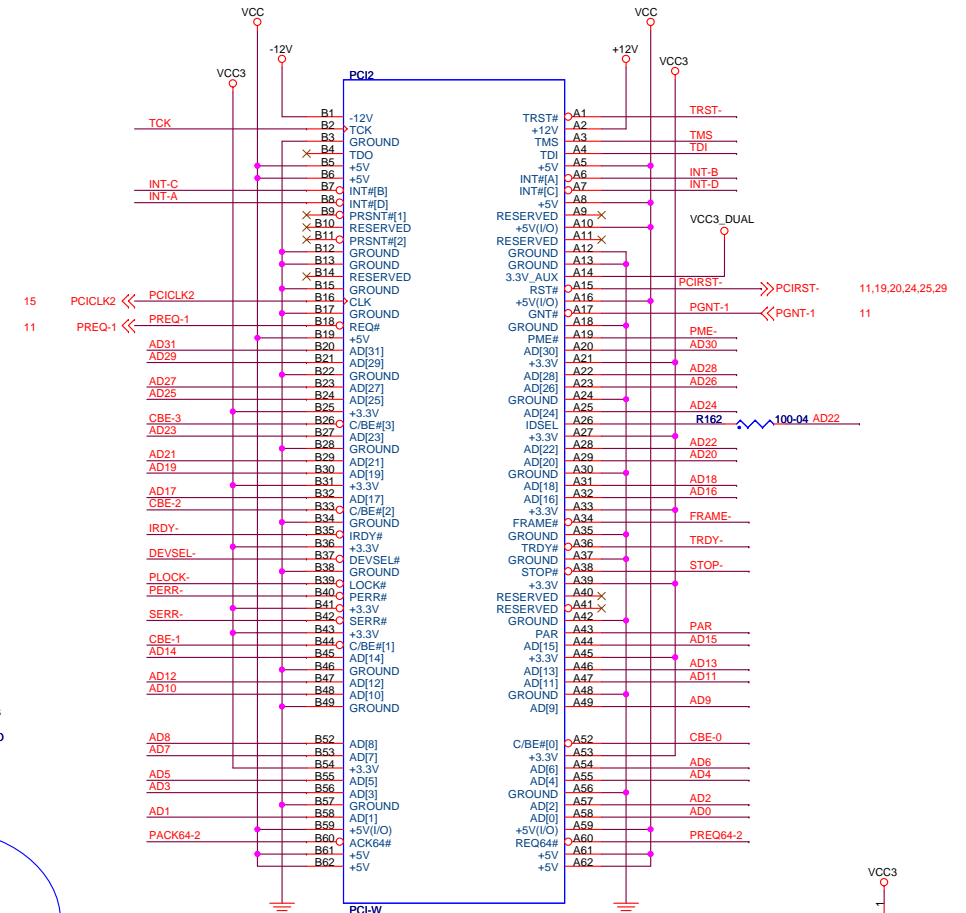 VCC
VCC
-12V
+12V
VCC3
VCC3
PCI2
B1 -12V TRST# A1 TRST-
TCK B2 TCK +12V A2
B3 GROUND TMS A3 TMS
B4 TDO TDI A4 TDI
B5 +5V +5V A5
B6 +5V INT#[A] A6 INT-B
INT-C B7 INT#[B] INT#[C] A7 INT-D
INT-A B8 INT#[D] +5V A8
B9 PRSNT#[1] RESERVED A9
VCC3_DUAL
B10 RESERVED +5V(I/O) A10
B11 PRSNT#[2] RESERVED A11
B12 GROUND GROUND A12
B13 GROUND GROUND A13
B14 RESERVED 3.3V_AUX A14
B15 GROUND RST# A15 PCIRST- PCIRST- 11,19,20,24,25,29
15 PCICLK2 PCICLK2 B16 CLK +5V(I/O) A16
B17 GROUND GNT# A17 PGNT-1 PGNT-1 11
11 PREQ-1 PREQ-1 B18 REQ# GROUND A18
B19 +5V PME# A19 PME-
AD31 B20 AD[31] AD[30] A20 AD30
AD29 B21 AD[29] +3.3V A21
B22 GROUND AD[28] A22 AD28
AD27 B23 AD[27] AD[26] A23 AD26
AD25 B24 AD[25] GROUND A24
B25 +3.3V AD[24] A25 AD24
CBE-3 B26 C/BE#[3] IDSEL A26 R162 100-04 AD22
AD23 B27 AD[23] +3.3V A27
B28 GROUND AD[22] A28 AD22
AD21 B29 AD[21] AD[20] A29 AD20
AD19 B30 AD[19] GROUND A30
B31 +3.3V AD[18] A31 AD18
AD17 B32 AD[17] AD[16] A32 AD16
CBE-2 B33 C/BE#[2] +3.3V A33
B34 GROUND FRAME# A34 FRAME-
IRDY- B35 IRDY# GROUND A35
B36 +3.3V TRDY# A36 TRDY-
DEVSEL- B37 DEVSEL# GROUND A37
B38 GROUND STOP# A38 STOP-
PLOCK- B39 LOCK# +3.3V A39
PERR- B40 PERR# RESERVED A40
B41 +3.3V RESERVED A41
SERR- B42 SERR# GROUND A42
B43 +3.3V PAR A43 PAR
CBE-1 B44 C/BE#[1] AD[15] A44 AD15
AD14 B45 AD[14] +3.3V A45
B46 GROUND AD[13] A46 AD13
AD12 B47 AD[12] AD[11] A47 AD11
AD10 B48 AD[10] GROUND A48
B49 GROUND AD[9] A49 AD9
AD8 B52 AD[8] C/BE#[0] A52 CBE-0
AD7 B53 AD[7] +3.3V A53
B54 +3.3V AD[6] A54 AD6
AD5 B55 AD[5] AD[4] A55 AD4
AD3 B56 AD[3] GROUND A56
B57 GROUND AD[2] A57 AD2
AD1 B58 AD[1] AD[0] A58 AD0
B59 +5V(I/O) +5V(I/O) A59
PACK64-2 B60 ACK64# REQ64# A60 PREQ64-2
B61 +5V +5V A61
B62 +5V +5V A62
VCC3
1
PCI-W